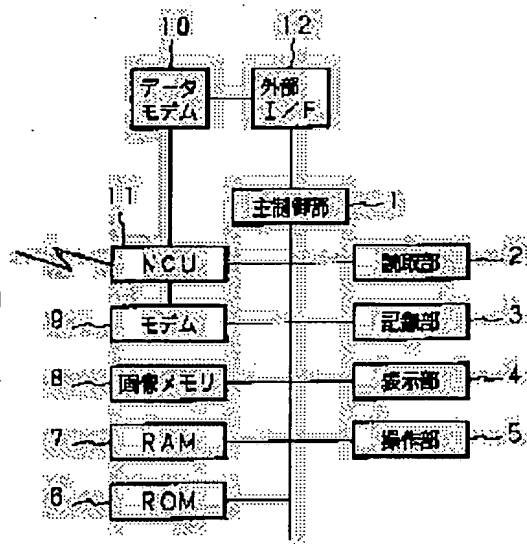 10
12
データ
モデム
外部
I/F
11
主制御部
1
NCU
読取部
2
9
モデム
記録部
3
8
画像メモリ
表示部
4
7
RAM
操作部
5
6
ROM